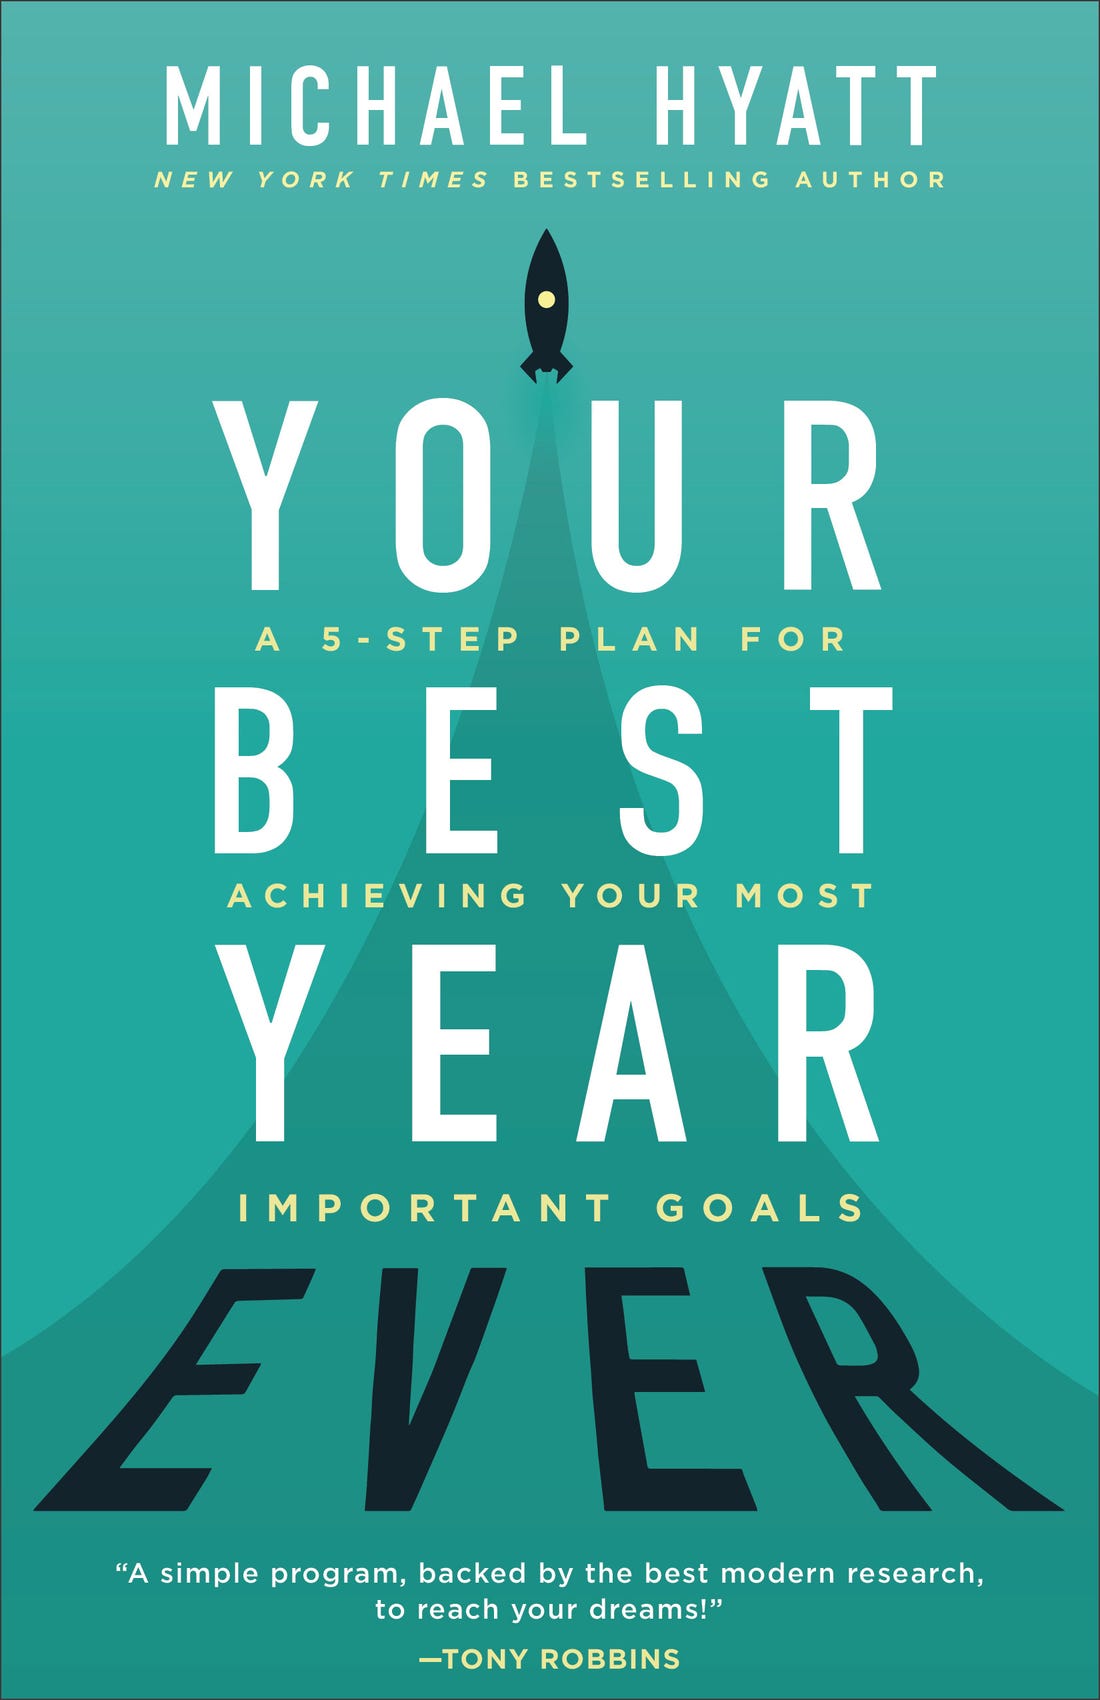 MICHAEL HYATT
NEW YORK TIMES BESTSELLING AUTHOR
YOUR
A 5-STEP PLAN FOR
BEST
ACHIEVING YOUR MOST
YEAR
IMPORTANT GOALS
EVER
“A simple program, backed by the best modern research,
to reach your dreams!”
—TONY ROBBINS